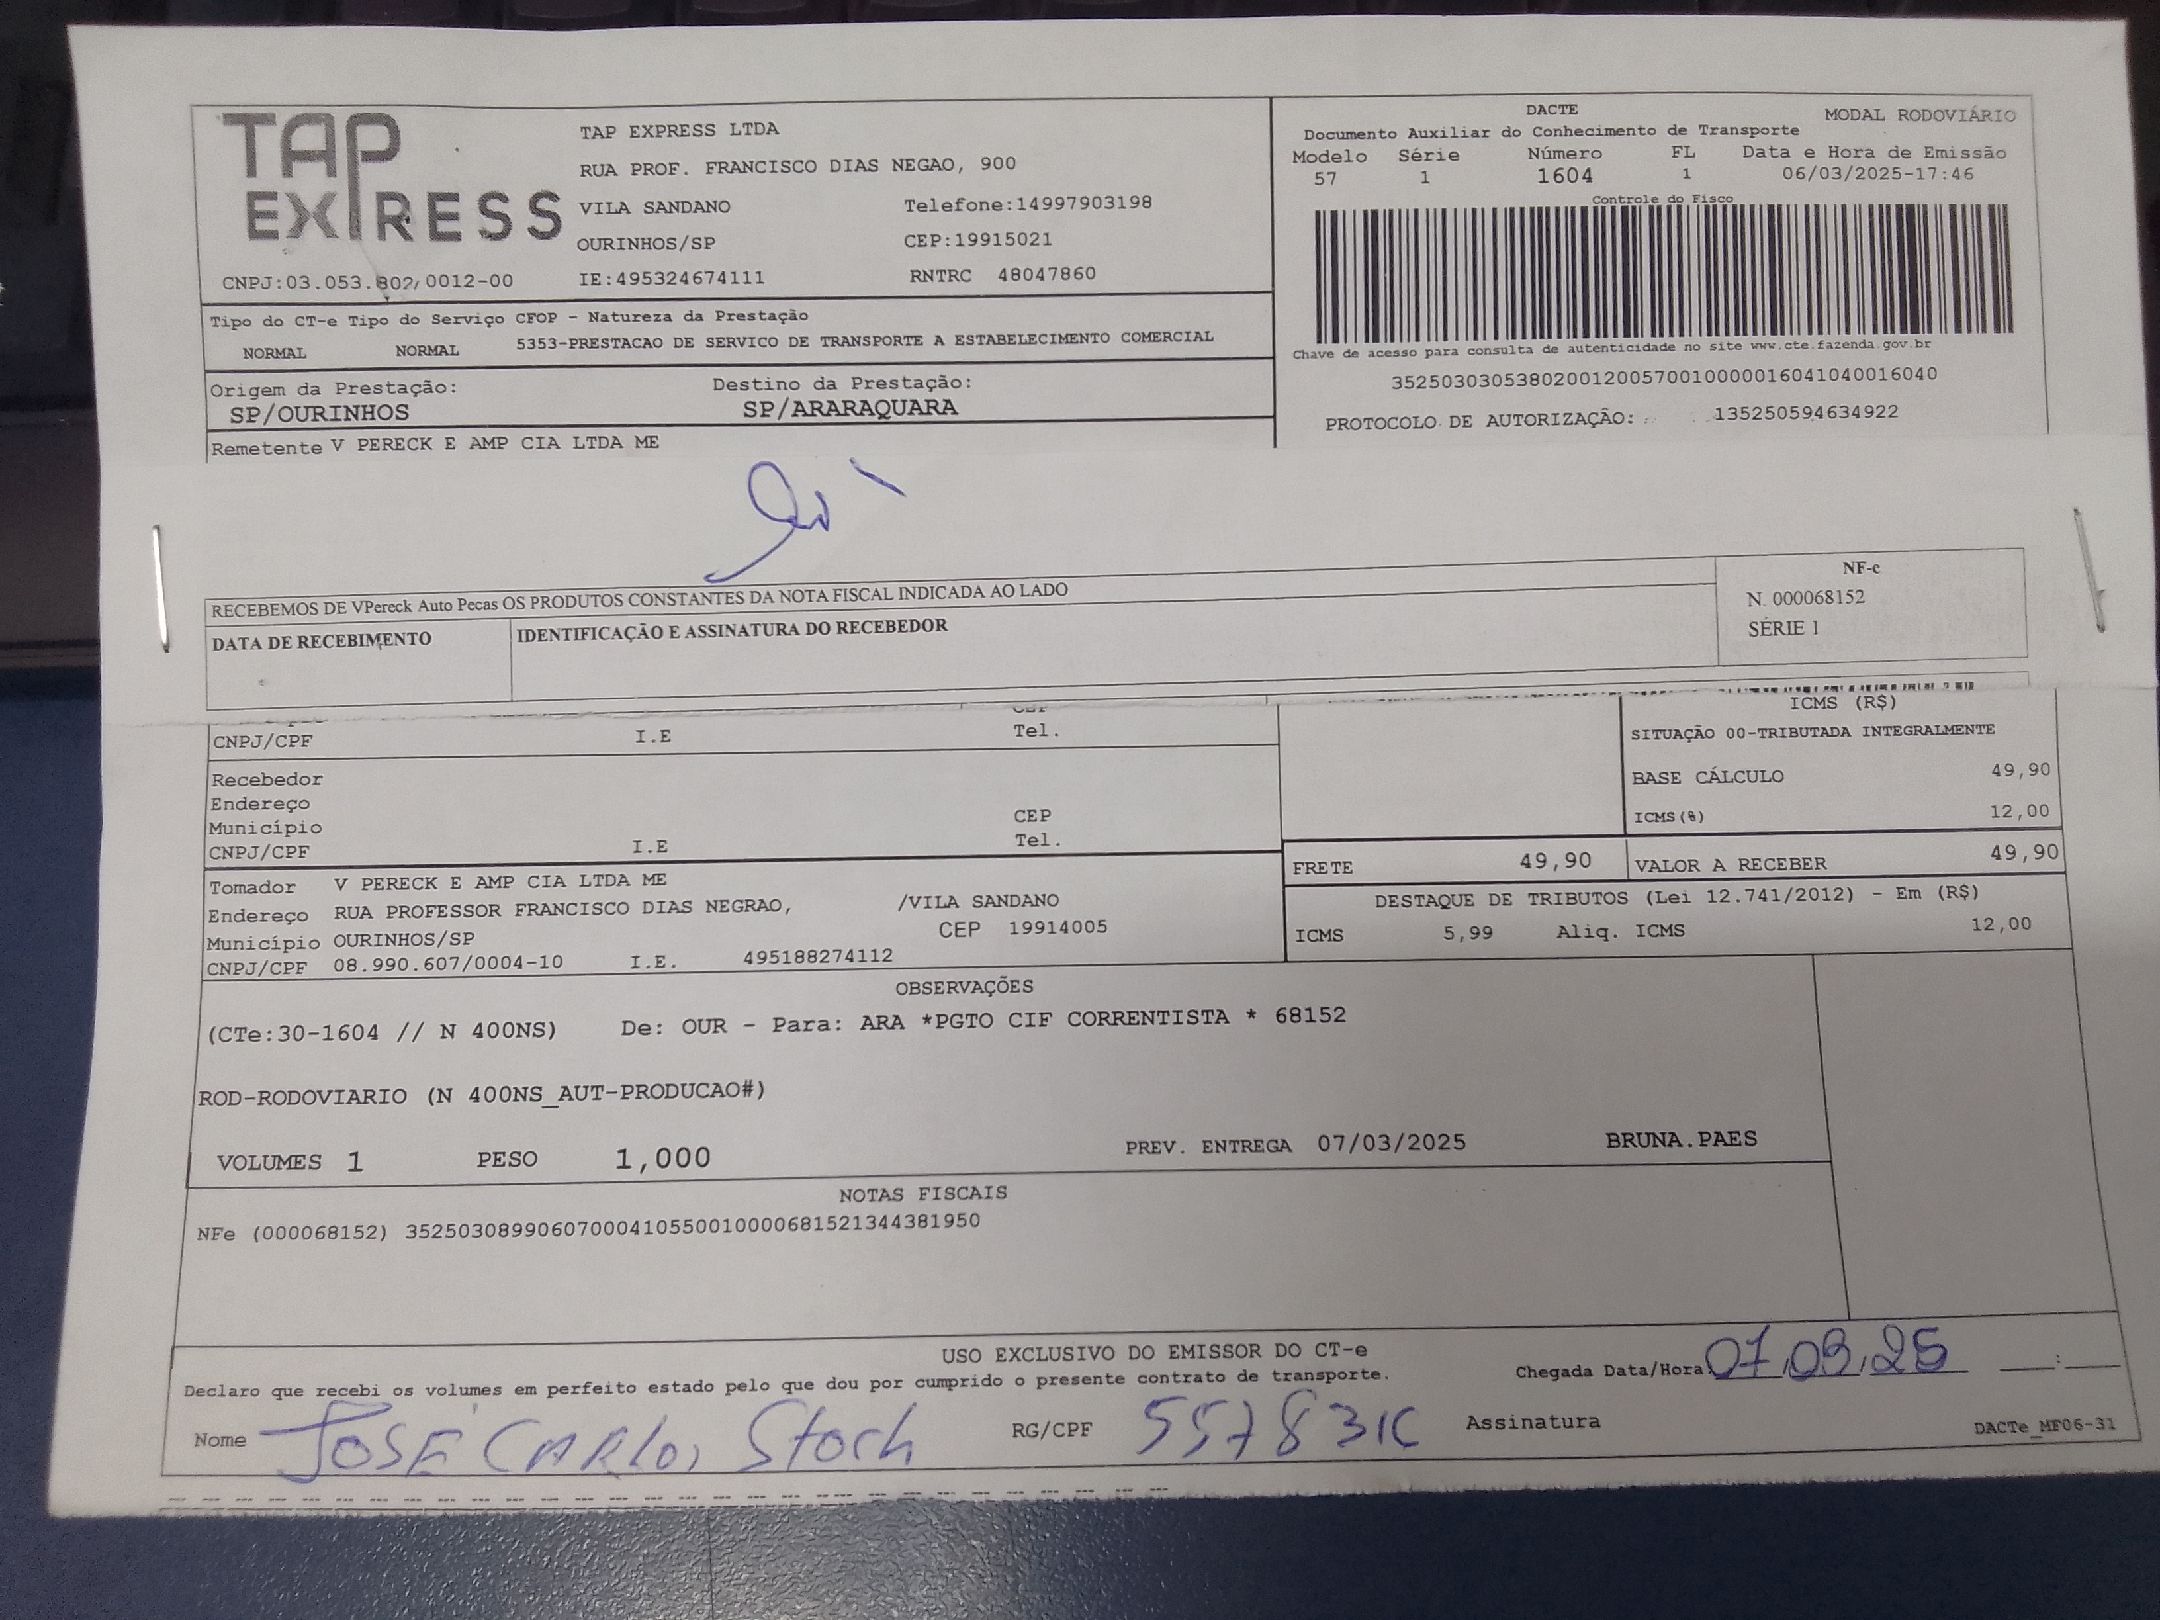 TAP EXPRESS
TAP EXPRESS LTDA
RUA PROF. FRANCISCO DIAS NEGAO, 900
VILA SANDANO Telefone:14997903198
OURINHOS/SP CEP:19915021
CNPJ:03.053.802/0012-00 IE:495324674111 RNTRC 48047860
DACTE MODAL RODOVIÁRIO
Documento Auxiliar do Conhecimento de Transporte
Modelo Série Número FL Data e Hora de Emissão
57 1 1604 1 06/03/2025-17:46
Controle do Fisco
Chave de acesso para consulta de autenticidade no site www.cte.fazenda.gov.br
35250303053802001200570010000016041040016040
PROTOCOLO DE AUTORIZAÇÃO: 135250594634922
Tipo do CT-e Tipo do Serviço CFOP - Natureza da Prestação
NORMAL NORMAL 5353-PRESTACAO DE SERVICO DE TRANSPORTE A ESTABELECIMENTO COMERCIAL
Origem da Prestação: Destino da Prestação:
SP/OURINHOS SP/ARARAQUARA
Remetente V PERECK E AMP CIA LTDA ME
RECEBEMOS DE VPereck Auto Pecas OS PRODUTOS CONSTANTES DA NOTA FISCAL INDICADA AO LADO
DATA DE RECEBIMENTO IDENTIFICAÇÃO E ASSINATURA DO RECEBEDOR
NF-e
N. 000068152
SÉRIE 1
CEP
CNPJ/CPF I.E Tel.
Recebedor
Endereço
Município CEP
CNPJ/CPF I.E Tel.
ICMS (R$)
SITUAÇÃO 00-TRIBUTADA INTEGRALMENTE
BASE CÁLCULO 49,90
ICMS(%) 12,00
FRETE 49,90 VALOR A RECEBER 49,90
Tomador V PERECK E AMP CIA LTDA ME
Endereço RUA PROFESSOR FRANCISCO DIAS NEGRAO, /VILA SANDANO
Município OURINHOS/SP CEP 19914005
CNPJ/CPF 08.990.607/0004-10 I.E. 495188274112
DESTAQUE DE TRIBUTOS (Lei 12.741/2012) - Em (R$)
ICMS 5,99 Aliq. ICMS 12,00
OBSERVAÇÕES
(CTe:30-1604 // N 400NS) De: OUR - Para: ARA *PGTO CIF CORRENTISTA * 68152
ROD-RODOVIARIO (N 400NS_AUT-PRODUCAO#)
VOLUMES 1 PESO 1,000 PREV. ENTREGA 07/03/2025 BRUNA.PAES
NOTAS FISCAIS
NFe (000068152) 35250308990607000410550010000681521344381950
USO EXCLUSIVO DO EMISSOR DO CT-e
Declaro que recebi os volumes em perfeito estado pelo que dou por cumprido o presente contrato de transporte.
Chegada Data/Hora 07,03,25 __:__
Nome JOSE CARLOS Stoch RG/CPF Assinatura
DACTe_MF06-31